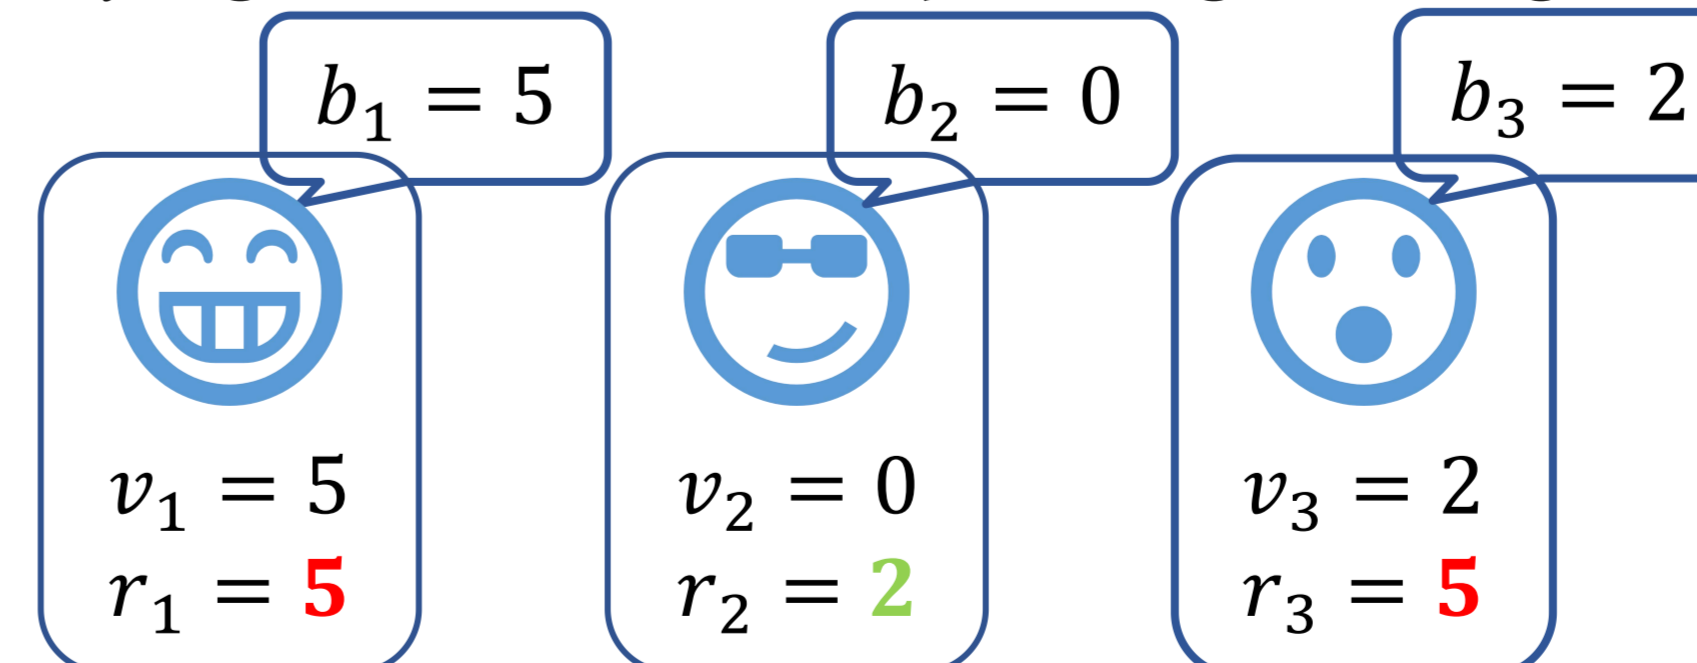 b₁ = 5
b₂ = 0
b₃ = 2
v₁ = 5
r₁ = 5
v₂ = 0
r₂ = 2
v₃ = 2
r₃ = 5